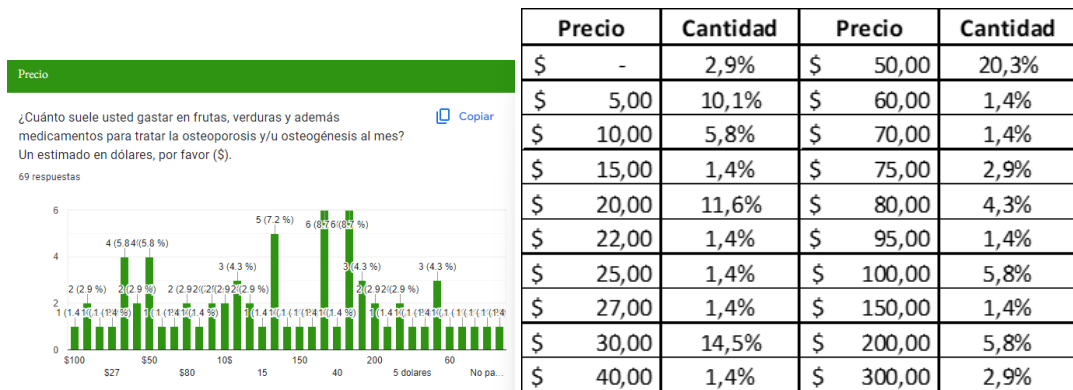 Precio
¿Cuánto suele usted gastar en frutas, verduras y además
medicamentos para tratar la osteoporosis y/u osteogénesis al mes?
Un estimado en dólares, por favor ($).
Copiar
69 respuestas
6
4
2
0
2 (2.9 %)
5 (7.2 %)
3 (4.3 %)
3 (4.3 %)
3 (4.3 %)
$100 $50 10$ 150 200 60
$27 $80 15 40 5 dolares No pa...
Precio Cantidad Precio Cantidad
$ - 2,9% $ 50,00 20,3%
$ 5,00 10,1% $ 60,00 1,4%
$ 10,00 5,8% $ 70,00 1,4%
$ 15,00 1,4% $ 75,00 2,9%
$ 20,00 11,6% $ 80,00 4,3%
$ 22,00 1,4% $ 95,00 1,4%
$ 25,00 1,4% $ 100,00 5,8%
$ 27,00 1,4% $ 150,00 1,4%
$ 30,00 14,5% $ 200,00 5,8%
$ 40,00 1,4% $ 300,00 2,9%